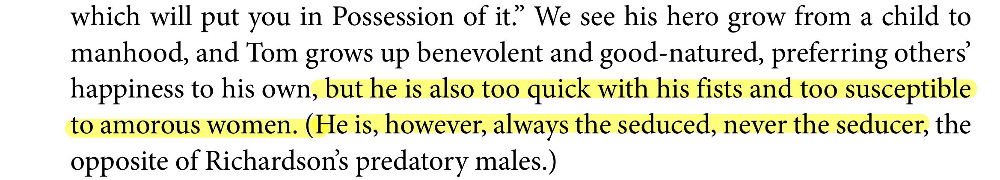 which will put you in Possession of it.” We see his hero grow from a child to
manhood, and Tom grows up benevolent and good-natured, preferring others’
happiness to his own, but he is also too quick with his fists and too susceptible
to amorous women. (He is, however, always the seduced, never the seducer, the
opposite of Richardson’s predatory males.)